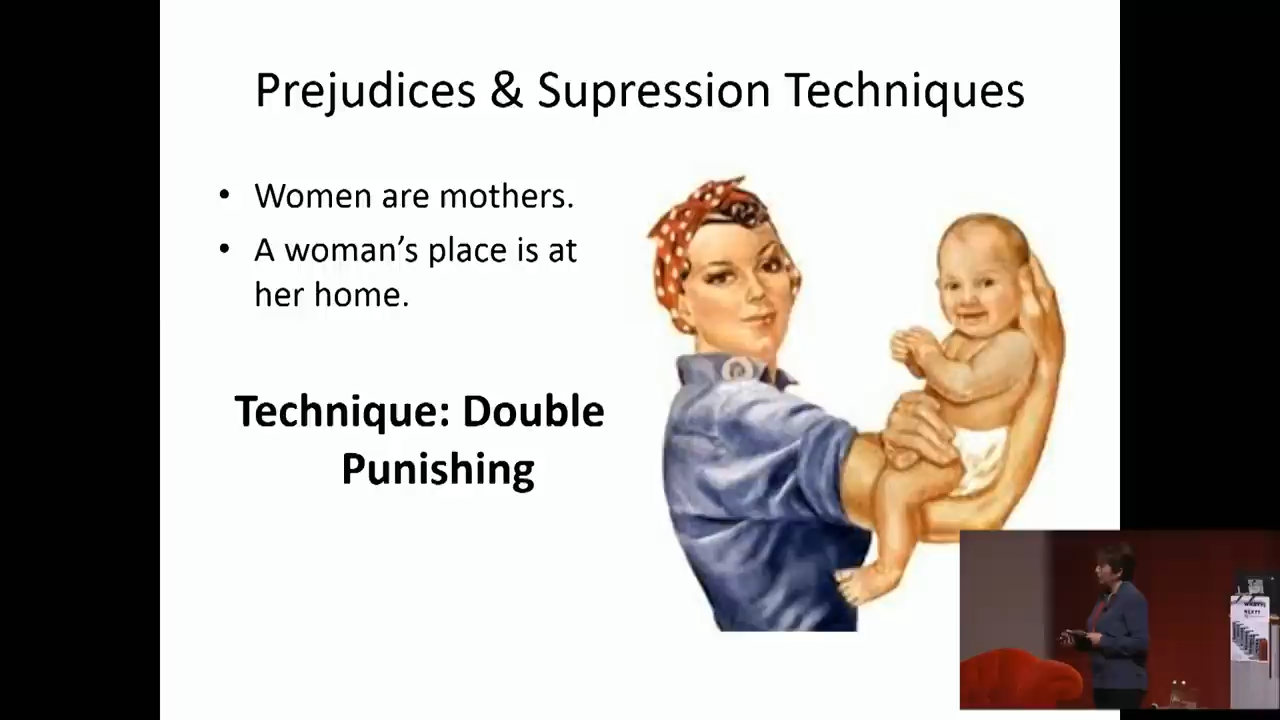 Prejudices & Supression Techniques
• Women are mothers.
• A woman’s place is at
her home.
Technique: Double
Punishing